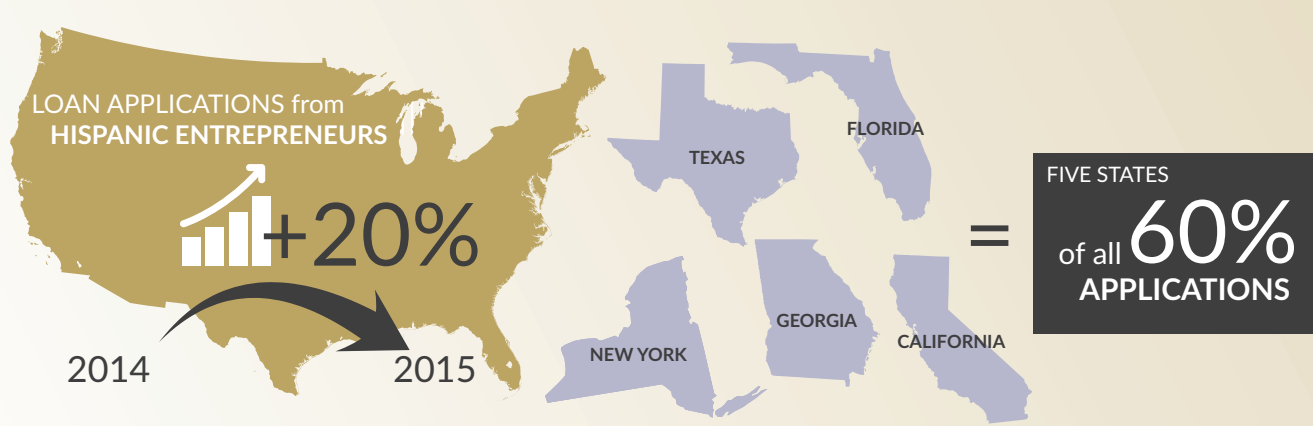 LOAN APPLICATIONS from
HISPANIC ENTREPRENEURS
+20%
2014
2015
TEXAS
FLORIDA
NEW YORK
GEORGIA
CALIFORNIA
=
FIVE STATES
of all 60%
APPLICATIONS